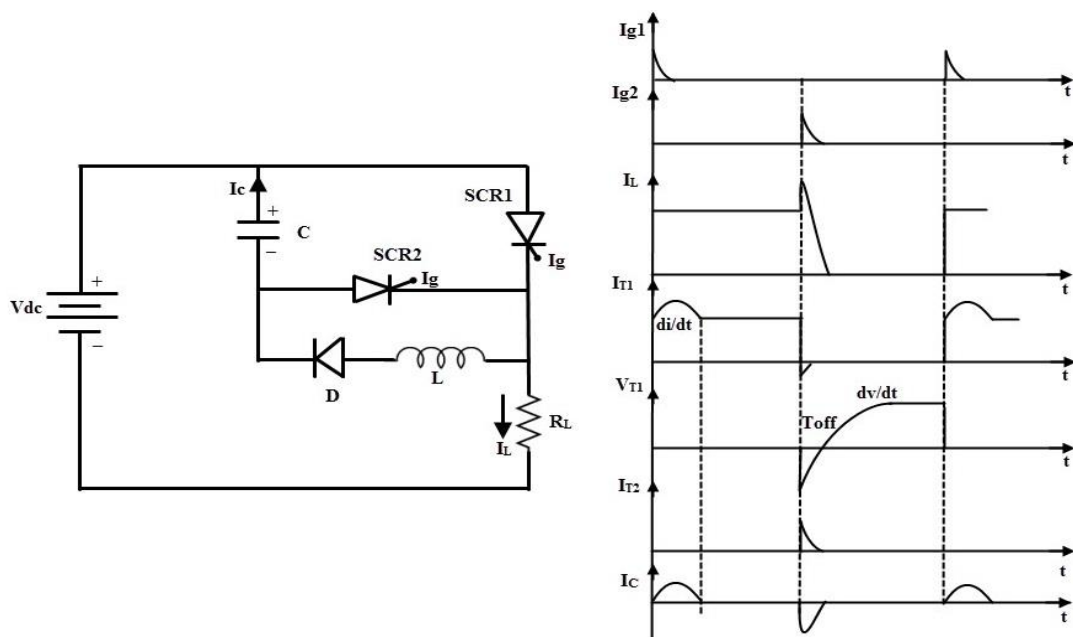 Ic
+
C
−
SCR1
Ig
SCR2
Ig
+
Vdc
−
D
L
IL
RL
Ig1
t
Ig2
t
IL
t
IT1
di/dt
t
VT1
dv/dt
Toff
t
IT2
t
IC
t